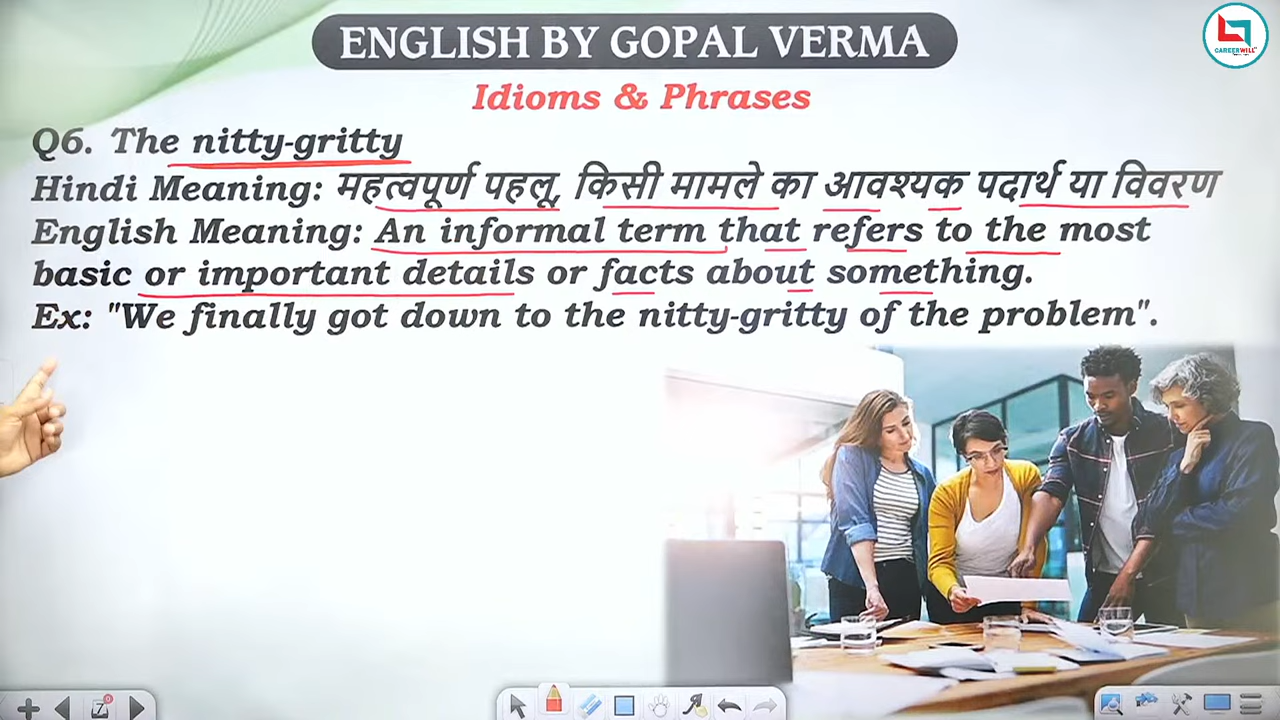 ENGLISH BY GOPAL VERMA
CAREERWILL
Idioms & Phrases
Q6. The nitty-gritty
Hindi Meaning: महत्वपूर्ण पहलू, किसी मामले का आवश्यक पदार्थ या विवरण
English Meaning: An informal term that refers to the most
basic or important details or facts about something.
Ex: "We finally got down to the nitty-gritty of the problem".